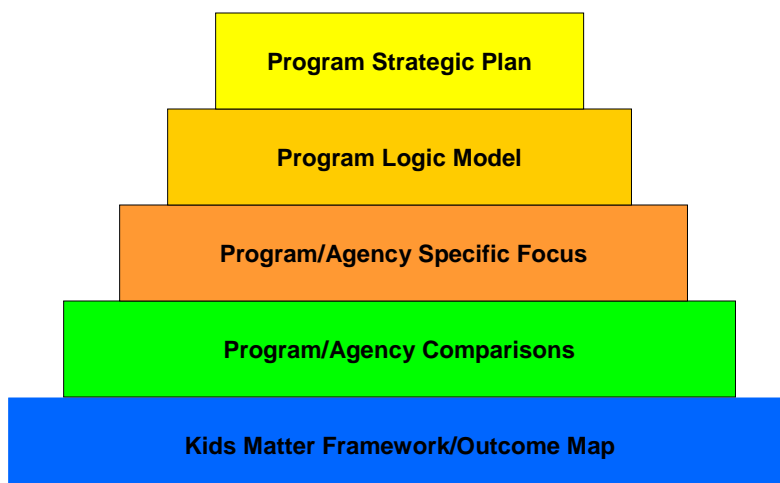 Program Strategic Plan
Program Logic Model
Program/Agency Specific Focus
Program/Agency Comparisons
Kids Matter Framework/Outcome Map